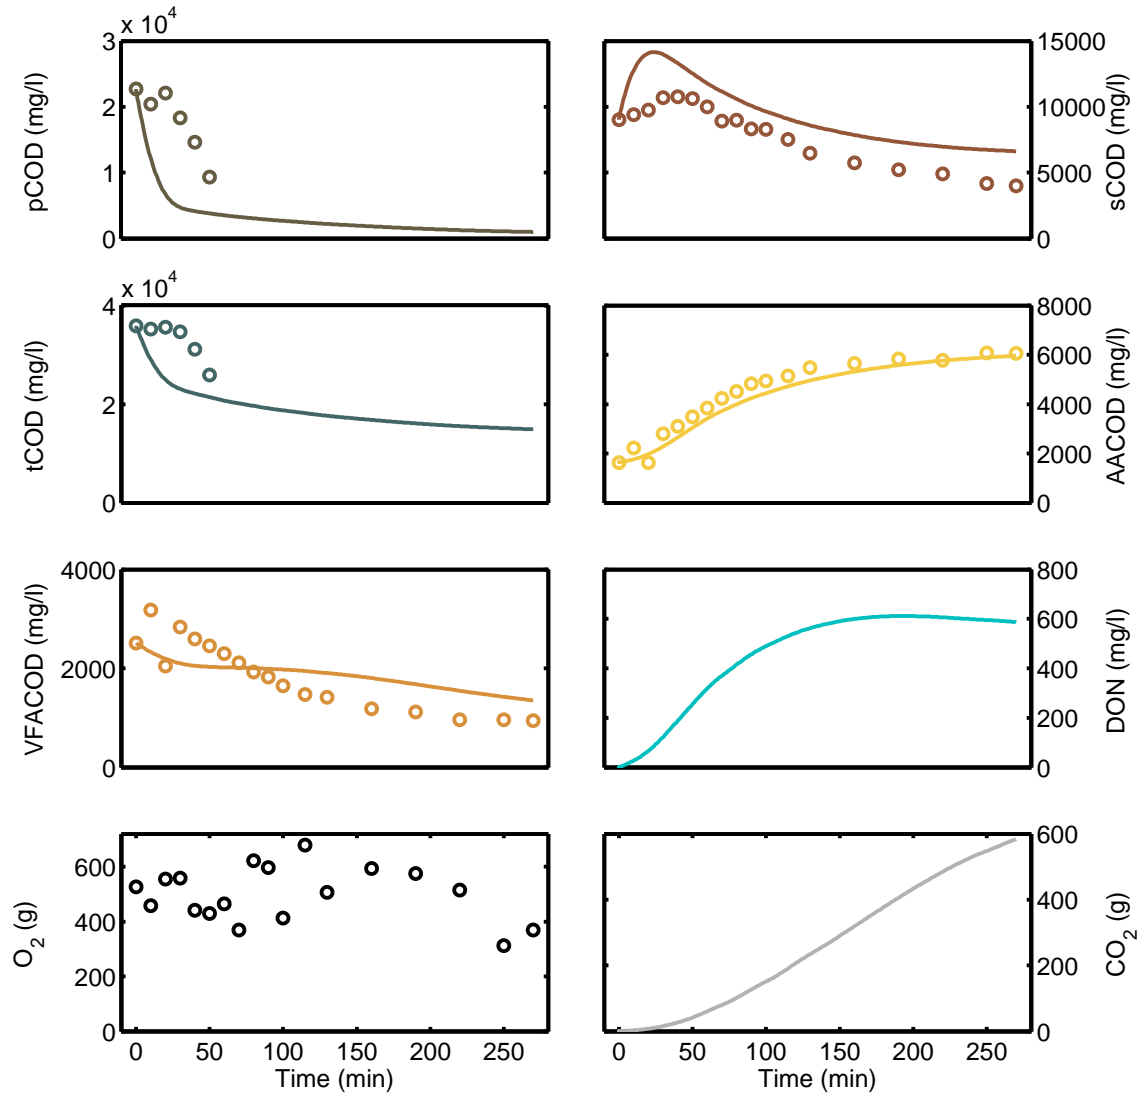 x 10^4
3
2
1
0
pCOD (mg/l)
15000
10000
5000
0
sCOD (mg/l)
x 10^4
4
2
0
tCOD (mg/l)
8000
6000
4000
2000
0
AACOD (mg/l)
4000
2000
0
VFACOD (mg/l)
800
600
400
200
0
DON (mg/l)
600
400
200
0
O_2 (g)
0 50 100 150 200 250
Time (min)
600
400
200
0
CO_2 (g)
0 50 100 150 200 250
Time (min)